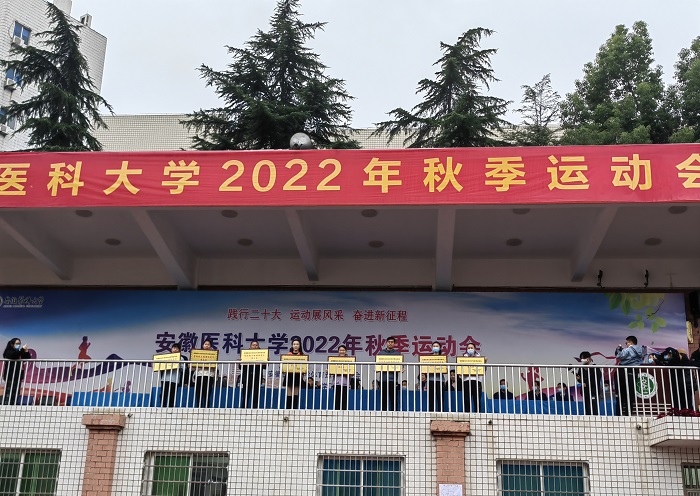 医科大学2022年秋季运动会
践行二十大 运动展风采 奋进新征程
安徽医科大学2022年秋季运动会